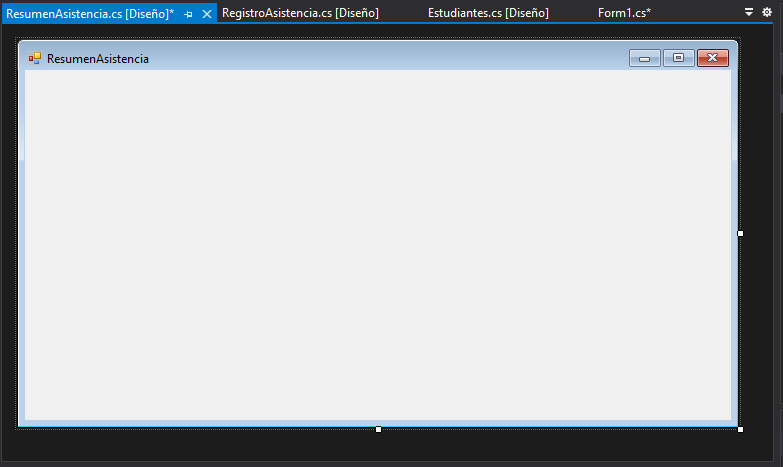 ResumenAsistencia.cs [Diseño]* RegistroAsistencia.cs [Diseño] Estudiantes.cs [Diseño] Form1.cs*
ResumenAsistencia